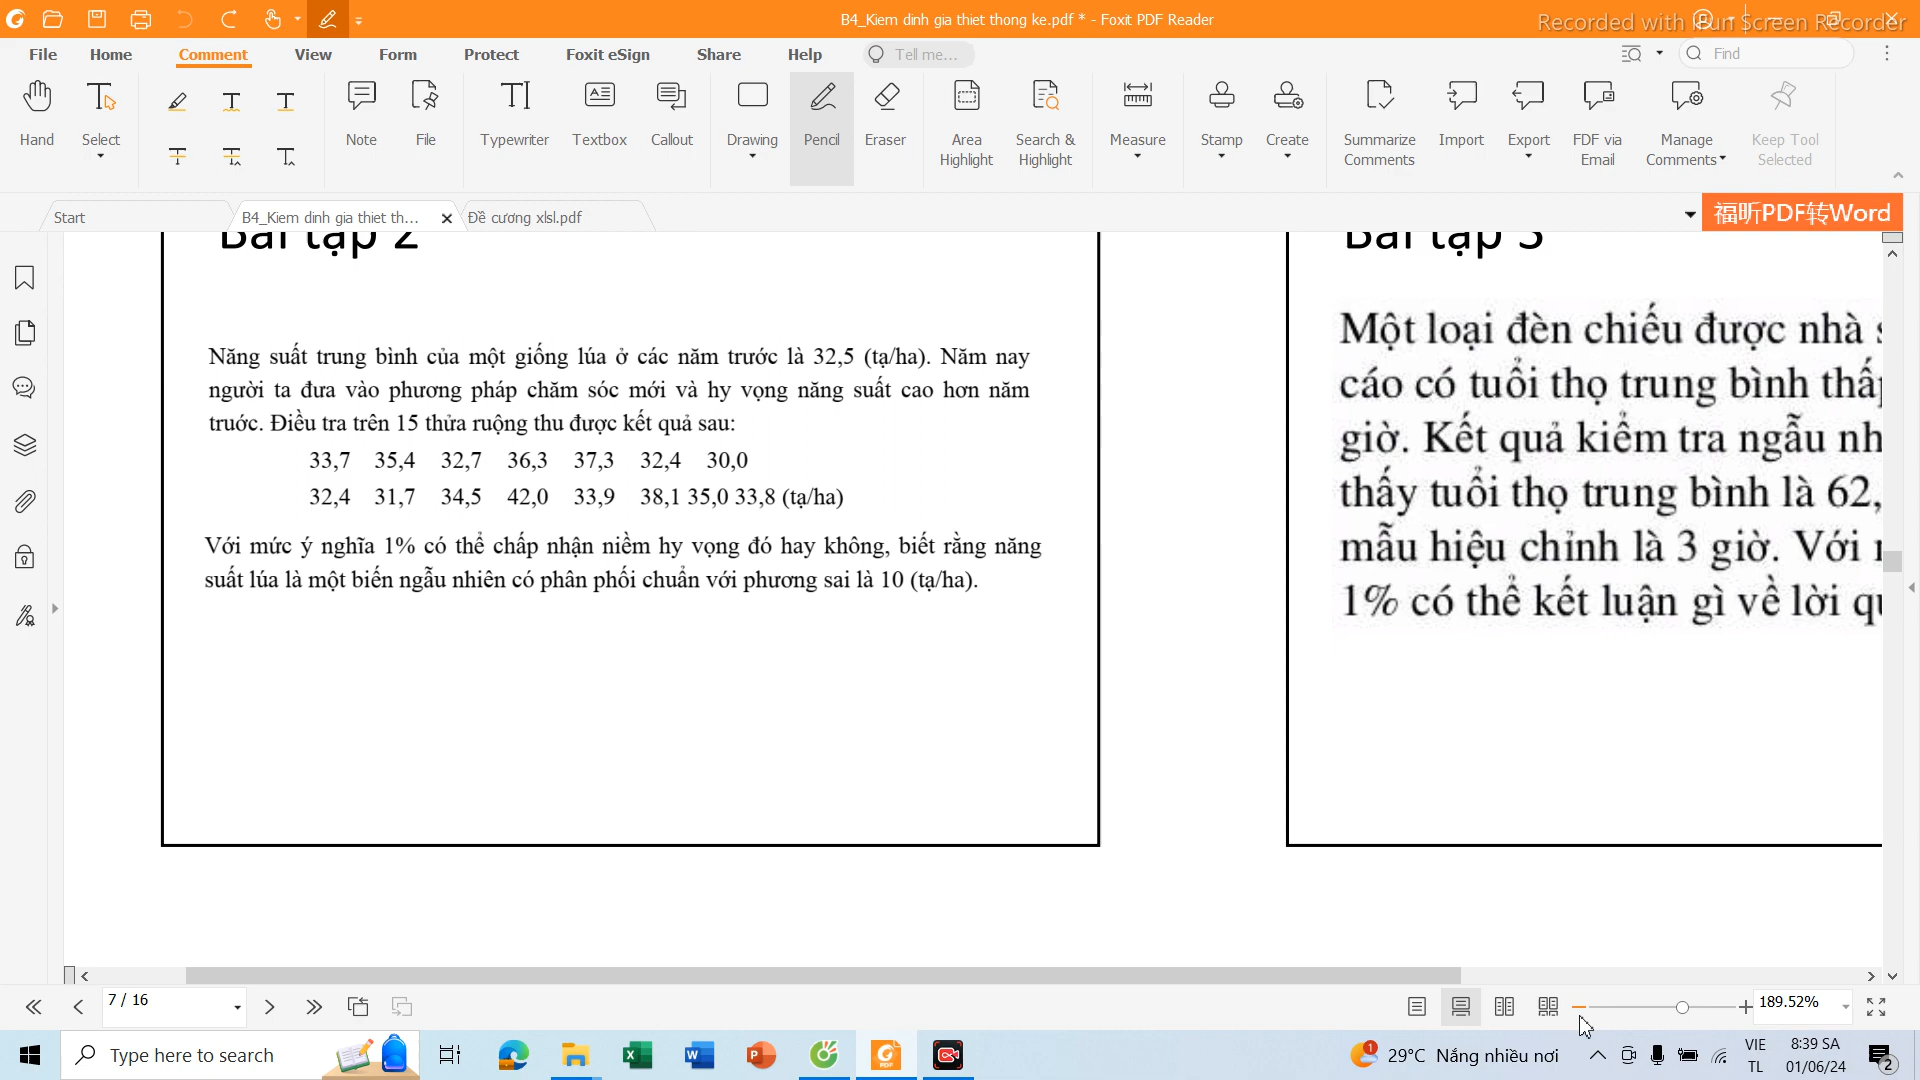 B4_Kiem dinh gia thiet thong ke.pdf * - Foxit PDF Reader
Recorded with iTun Screen Recorder
File Home Comment View Form Protect Foxit eSign Share Help Tell me... Find
Hand Select Note File Typewriter Textbox Callout Drawing Pencil Eraser Area Highlight Search & Highlight Measure Stamp Create Summarize Comments Import Export FDF via Email Manage Comments Keep Tool Selected
Start B4_Kiem dinh gia thiet th... Đề cương xlsl.pdf 福昕PDF转Word
Bài tập 2
Năng suất trung bình của một giống lúa ở các năm trước là 32,5 (tạ/ha). Năm nay
người ta đưa vào phương pháp chăm sóc mới và hy vọng năng suất cao hơn năm
trước. Điều tra trên 15 thửa ruộng thu được kết quả sau:
33,7 35,4 32,7 36,3 37,3 32,4 30,0
32,4 31,7 34,5 42,0 33,9 38,1 35,0 33,8 (tạ/ha)
Với mức ý nghĩa 1% có thể chấp nhận niềm hy vọng đó hay không, biết rằng năng
suất lúa là một biến ngẫu nhiên có phân phối chuẩn với phương sai là 10 (tạ/ha).
Bài tập 3
Một loại đèn chiếu được nhà
cáo có tuổi thọ trung bình
giờ. Kết quả kiểm tra ngẫu
thấy tuổi thọ trung bình là 62,
mẫu hiệu chỉnh là 3 giờ. Với
1% có thể kết luận gì về lời
7 / 16
189.52%
Type here to search
29°C Nắng nhiều nơi
VIE
TL
8:39 SA
01/06/24